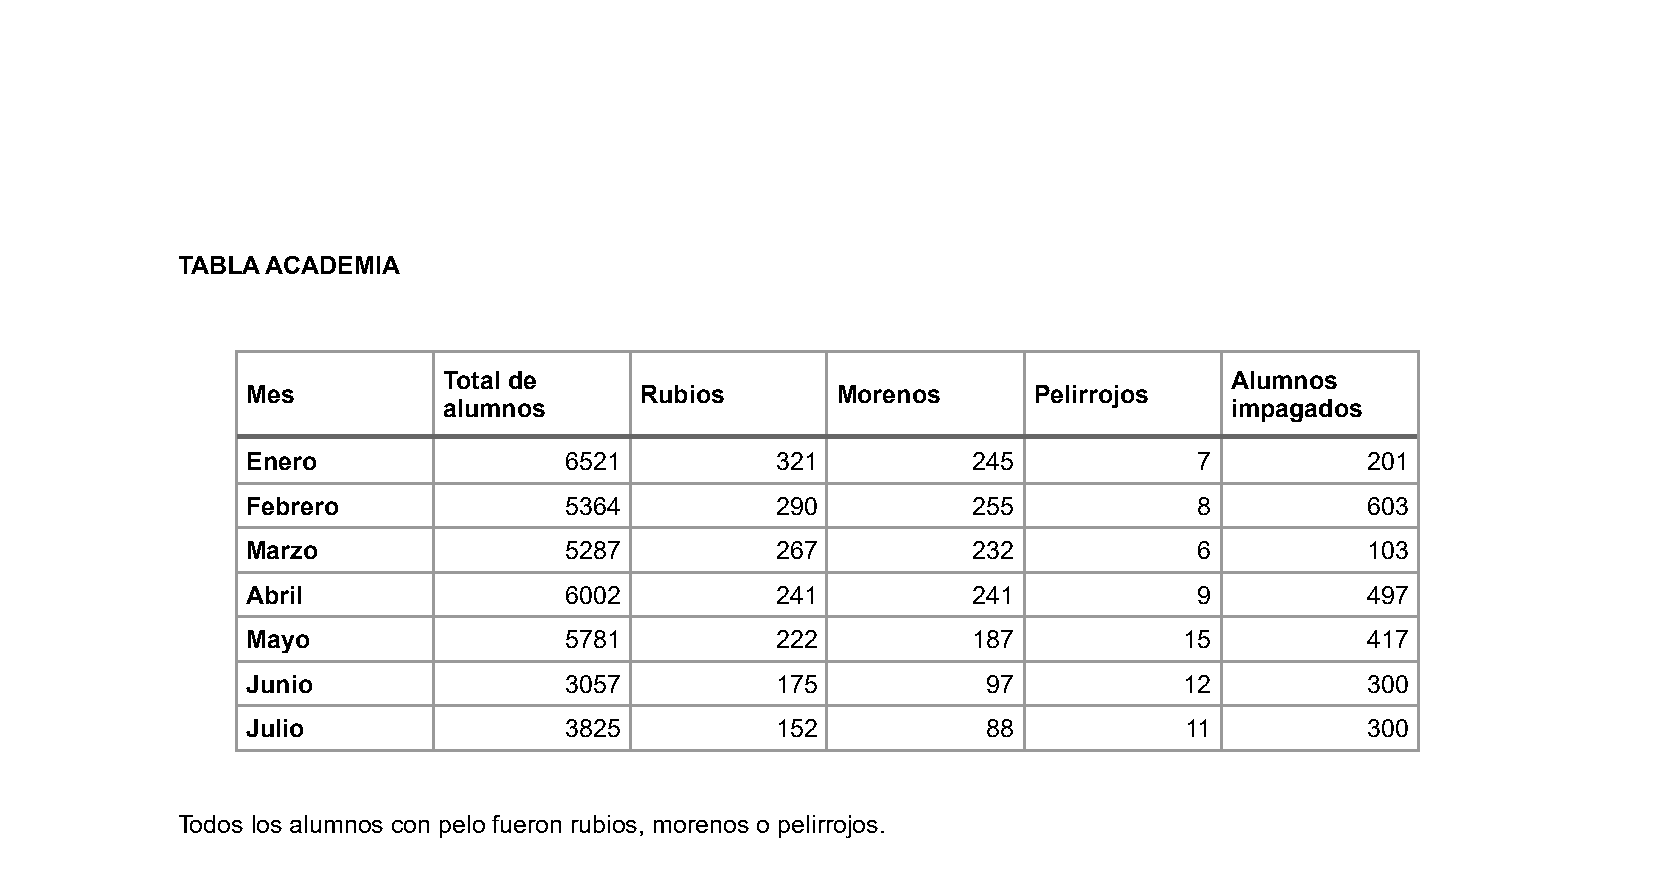 TABLA ACADEMIA
Mes Total de alumnos Rubios Morenos Pelirrojos Alumnos impagados
Enero 6521 321 245 7 201
Febrero 5364 290 255 8 603
Marzo 5287 267 232 6 103
Abril 6002 241 241 9 497
Mayo 5781 222 187 15 417
Junio 3057 175 97 12 300
Julio 3825 152 88 11 300
Todos los alumnos con pelo fueron rubios, morenos o pelirrojos.